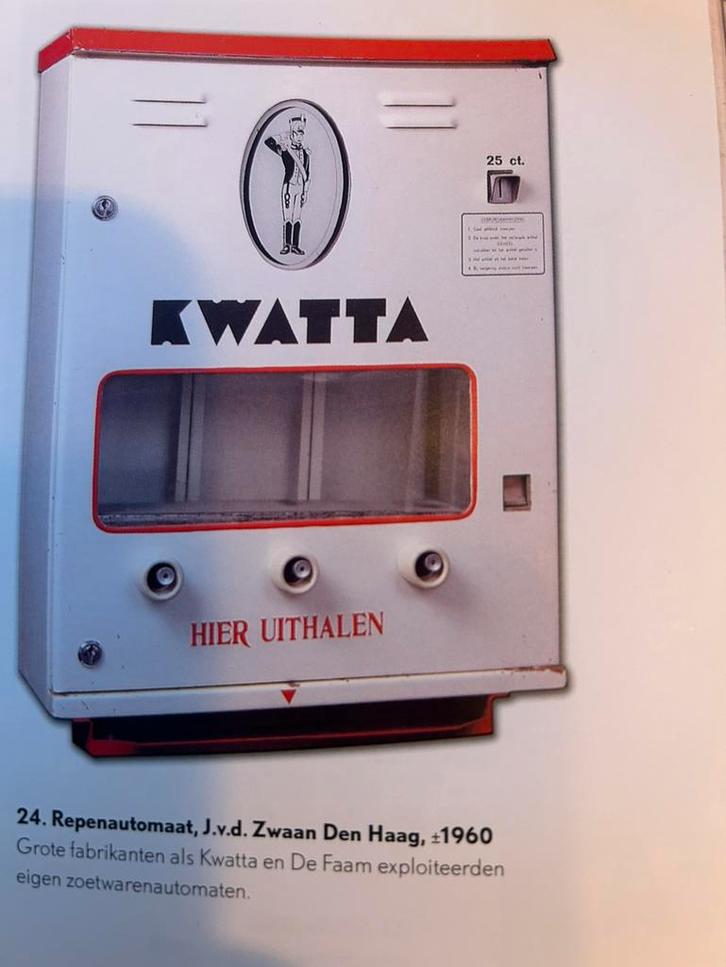 25 ct.
KWATTA
HIER UITHALEN
24. Repenautomaat, J.v.d. Zwaan Den Haag, ±1960
Grote fabrikanten als Kwatta en De Faam exploiteerden
eigen zoetwarenautomaten.